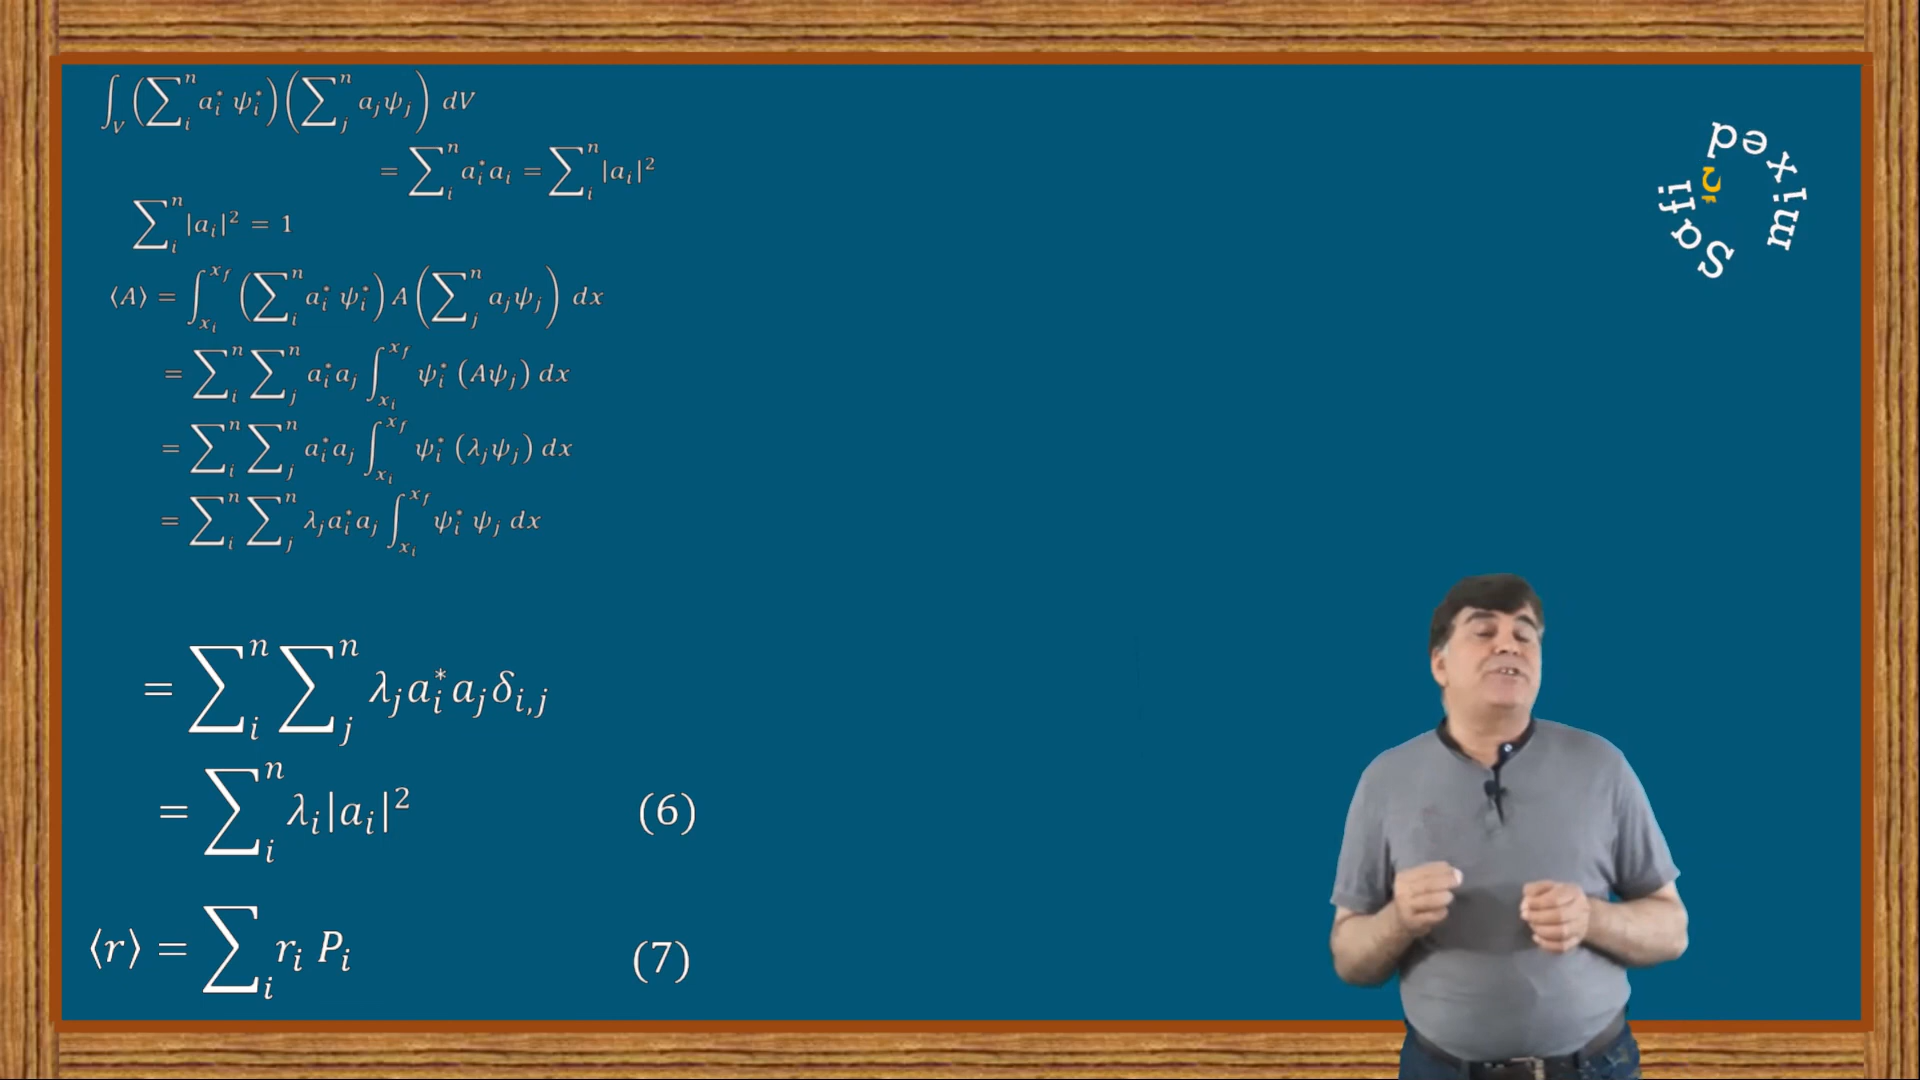 ∫_V (∑_i^n a_i^* ψ_i^*) (∑_j^n a_j ψ_j) dV
= ∑_i^n a_i^* a_i = ∑_i^n |a_i|^2
∑_i^n |a_i|^2 = 1
⟨A⟩ = ∫_{x_i}^{x_f} (∑_i^n a_i^* ψ_i^*) A (∑_j^n a_j ψ_j) dx
= ∑_i^n ∑_j^n a_i^* a_j ∫_{x_i}^{x_f} ψ_i^* (Aψ_j) dx
= ∑_i^n ∑_j^n a_i^* a_j ∫_{x_i}^{x_f} ψ_i^* (λ_j ψ_j) dx
= ∑_i^n ∑_j^n λ_j a_i^* a_j ∫_{x_i}^{x_f} ψ_i^* ψ_j dx
= ∑_i^n ∑_j^n λ_j a_i^* a_j δ_{i,j}
= ∑_i^n λ_i |a_i|^2 (6)
⟨r⟩ = ∑_i r_i P_i (7)